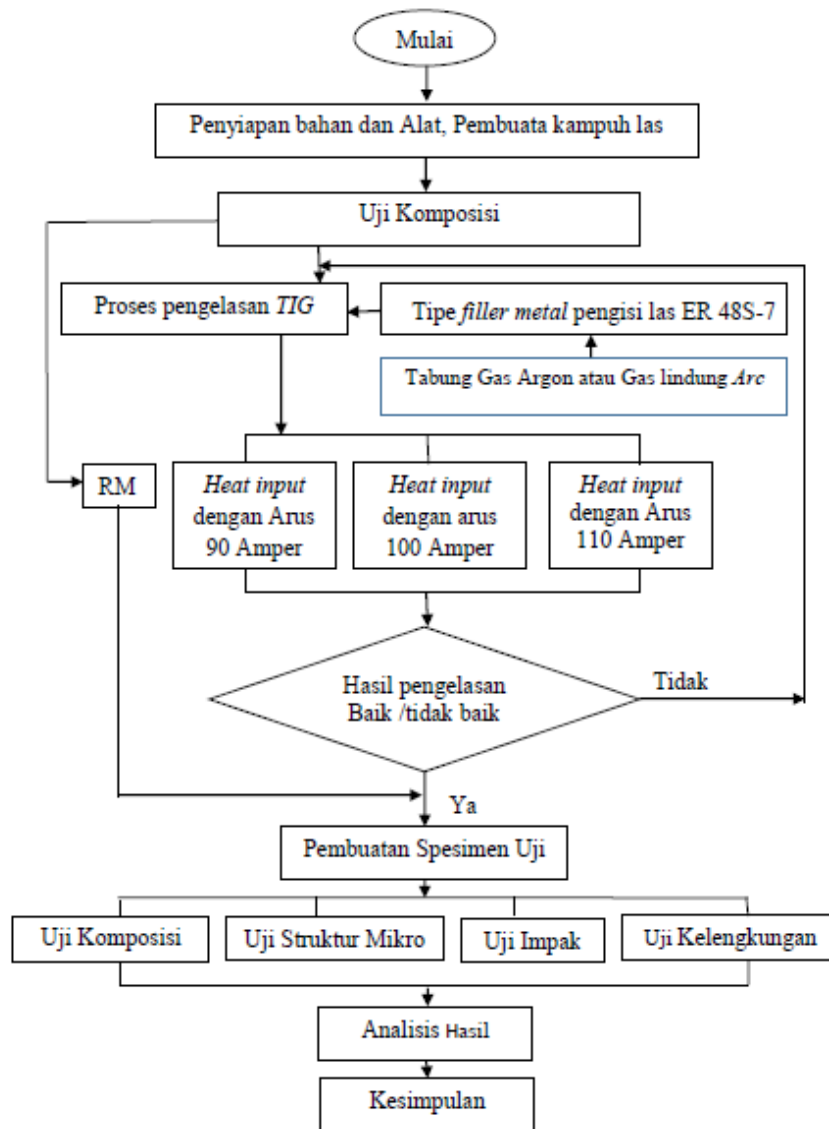 Mulai
Penyiapan bahan dan Alat, Pembuata kampuh las
Uji Komposisi
Proses pengelasan TIG
Tipe filler metal pengisi las ER 48S-7
Tabung Gas Argon atau Gas lindung Arc
RM
Heat input
dengan Arus
90 Amper
Heat input
dengan arus
100 Amper
Heat input
dengan Arus
110 Amper
Hasil pengelasan
Baik /tidak baik
Tidak
Ya
Pembuatan Spesimen Uji
Uji Komposisi
Uji Struktur Mikro
Uji Impak
Uji Kelengkungan
Analisis Hasil
Kesimpulan